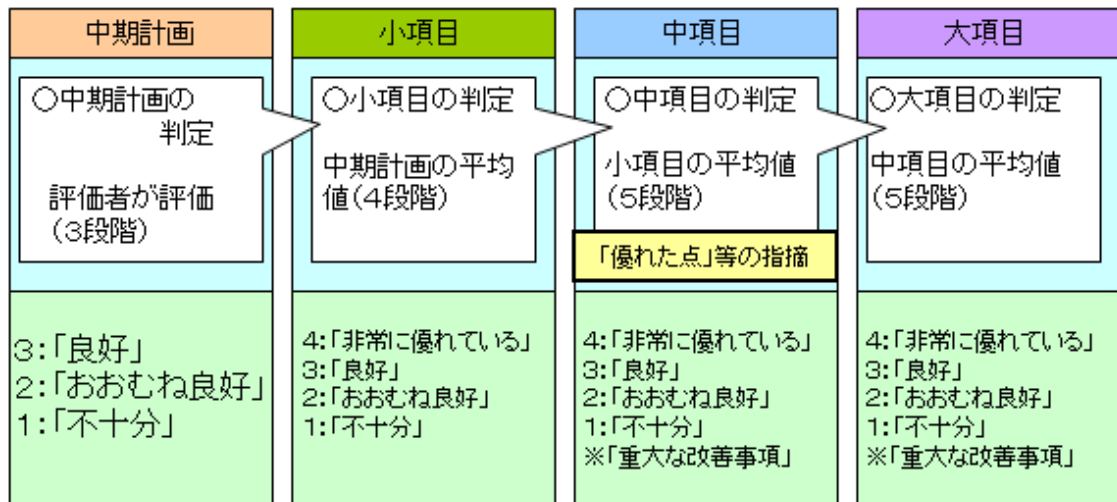 中期計画
○中期計画の
判定
評価者が評価
(3段階)
3:「良好」
2:「おおむね良好」
1:「不十分」
小項目
○小項目の判定
中期計画の平均
値(4段階)
4:「非常に優れている」
3:「良好」
2:「おおむね良好」
1:「不十分」
中項目
○中項目の判定
小項目の平均値
(5段階)
「優れた点」等の指摘
4:「非常に優れている」
3:「良好」
2:「おおむね良好」
1:「不十分」
※「重大な改善事項」
大項目
○大項目の判定
中項目の平均値
(5段階)
4:「非常に優れている」
3:「良好」
2:「おおむね良好」
1:「不十分」
※「重大な改善事項」